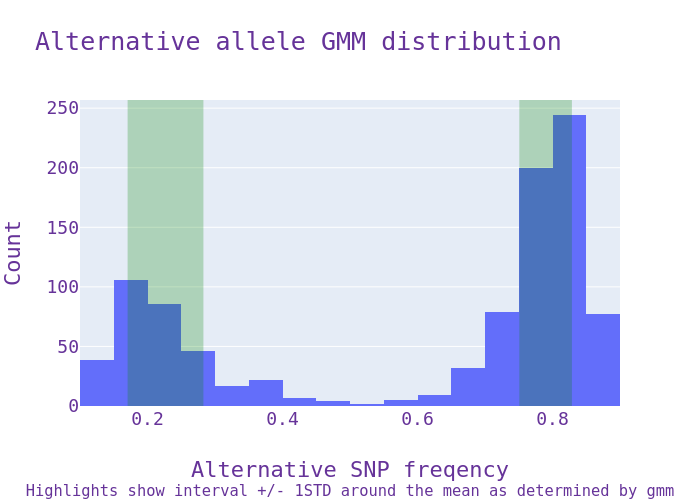 Alternative allele GMM distribution
250
200
150
100
50
0
Count
0.2 0.4 0.6 0.8
Alternative SNP freqency
Highlights show interval +/- 1STD around the mean as determined by gmm